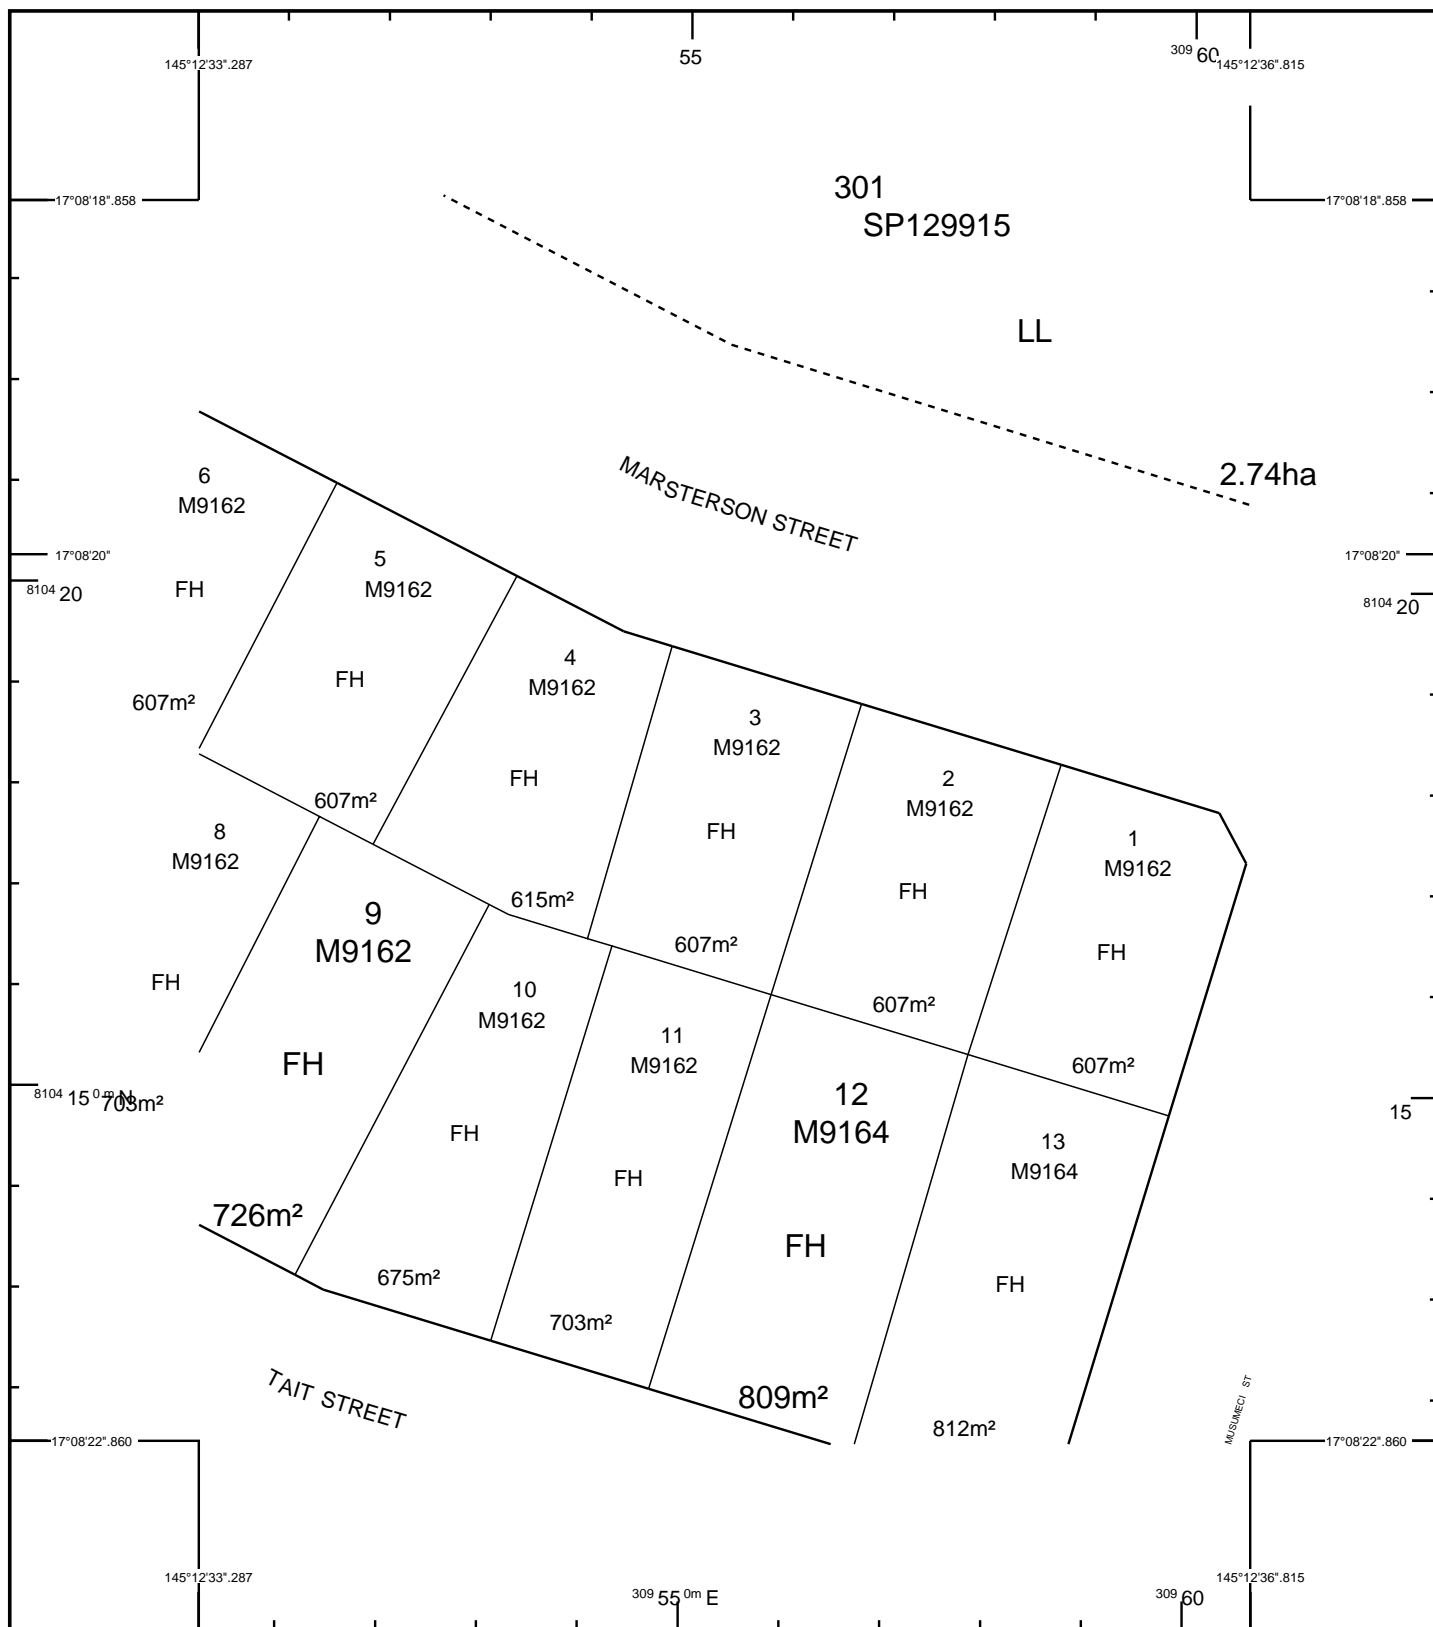 55
309 60
145°12'33".287
145°12'36".815
301
SP129915
17°08'18".858
17°08'18".858
LL
2.74ha
MARSTERSON STREET
6
M9162
FH
607m²
5
M9162
FH
607m²
17°08'20"
17°08'20"
8104 20
8104 20
4
M9162
FH
615m²
3
M9162
FH
607m²
2
M9162
FH
607m²
1
M9162
FH
607m²
8
M9162
FH
703m²
9
M9162
FH
726m²
10
M9162
FH
675m²
11
M9162
FH
703m²
12
M9164
FH
809m²
13
M9164
FH
812m²
8104 15 0m N
15
TAIT STREET
MUSUMECI ST
17°08'22".860
17°08'22".860
145°12'33".287
145°12'36".815
309 55 0m E
309 60